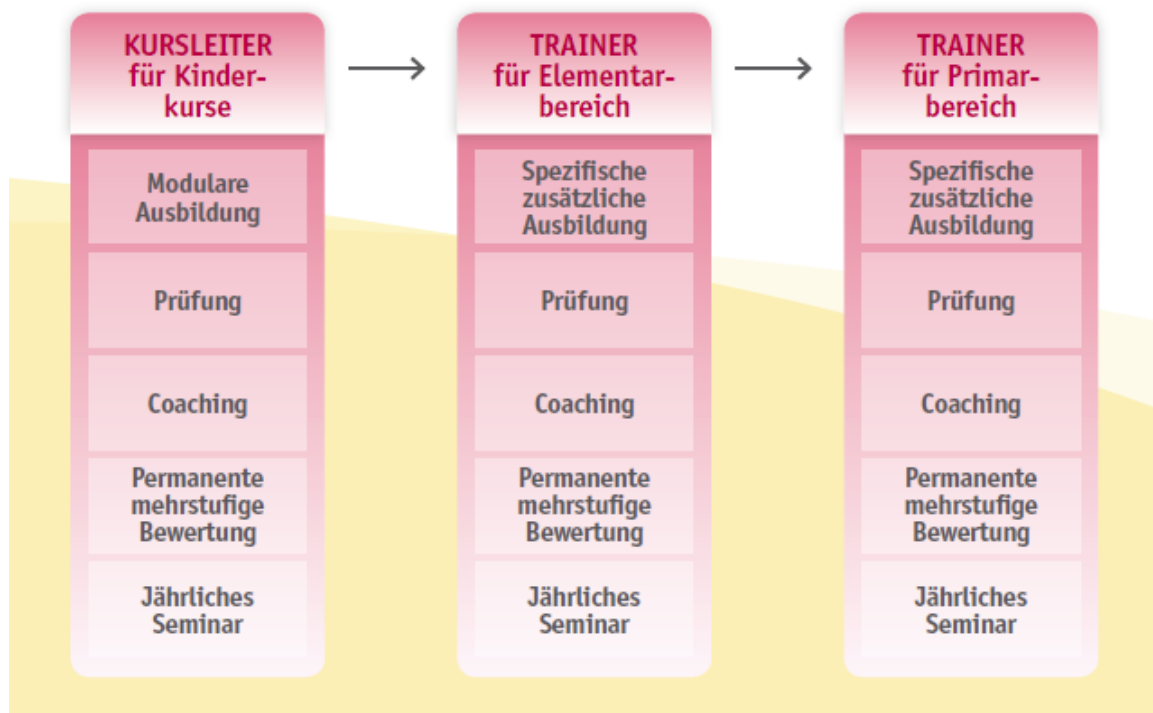 KURSLEITER
für Kinder-
kurse
Modulare
Ausbildung
Prüfung
Coaching
Permanente
mehrstufige
Bewertung
Jährliches
Seminar
TRAINER
für Elementar-
bereich
Spezifische
zusätzliche
Ausbildung
Prüfung
Coaching
Permanente
mehrstufige
Bewertung
Jährliches
Seminar
TRAINER
für Primar-
bereich
Spezifische
zusätzliche
Ausbildung
Prüfung
Coaching
Permanente
mehrstufige
Bewertung
Jährliches
Seminar